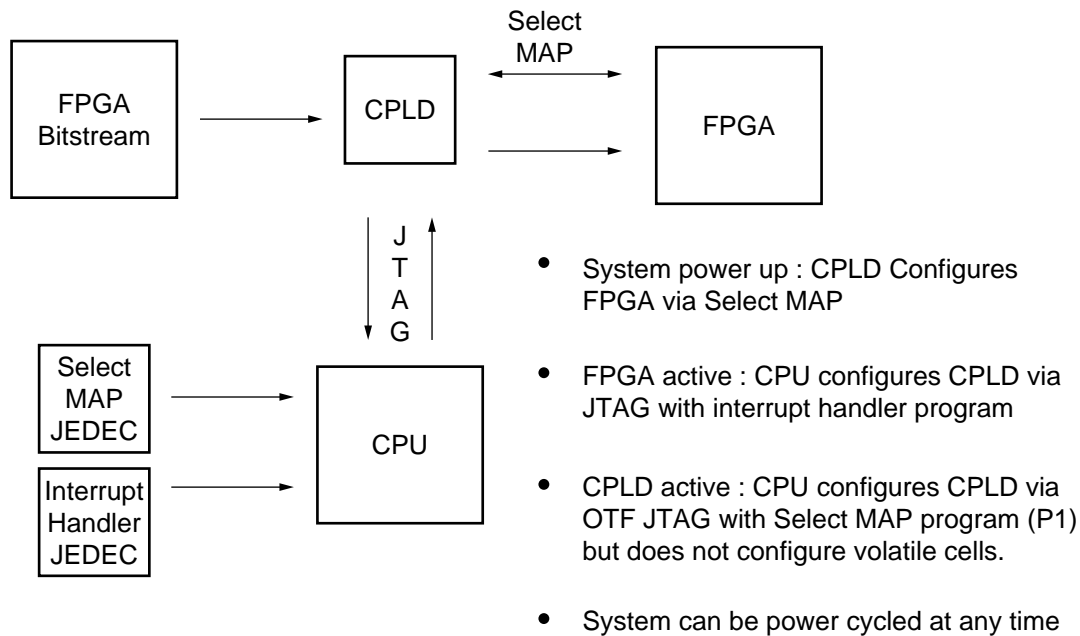 Select
MAP
FPGA
Bitstream
CPLD
FPGA
J
T
A
G
Select
MAP
JEDEC
Interrupt
Handler
JEDEC
CPU
• System power up : CPLD Configures
FPGA via Select MAP
• FPGA active : CPU configures CPLD via
JTAG with interrupt handler program
• CPLD active : CPU configures CPLD via
OTF JTAG with Select MAP program (P1)
but does not configure volatile cells.
• System can be power cycled at any time